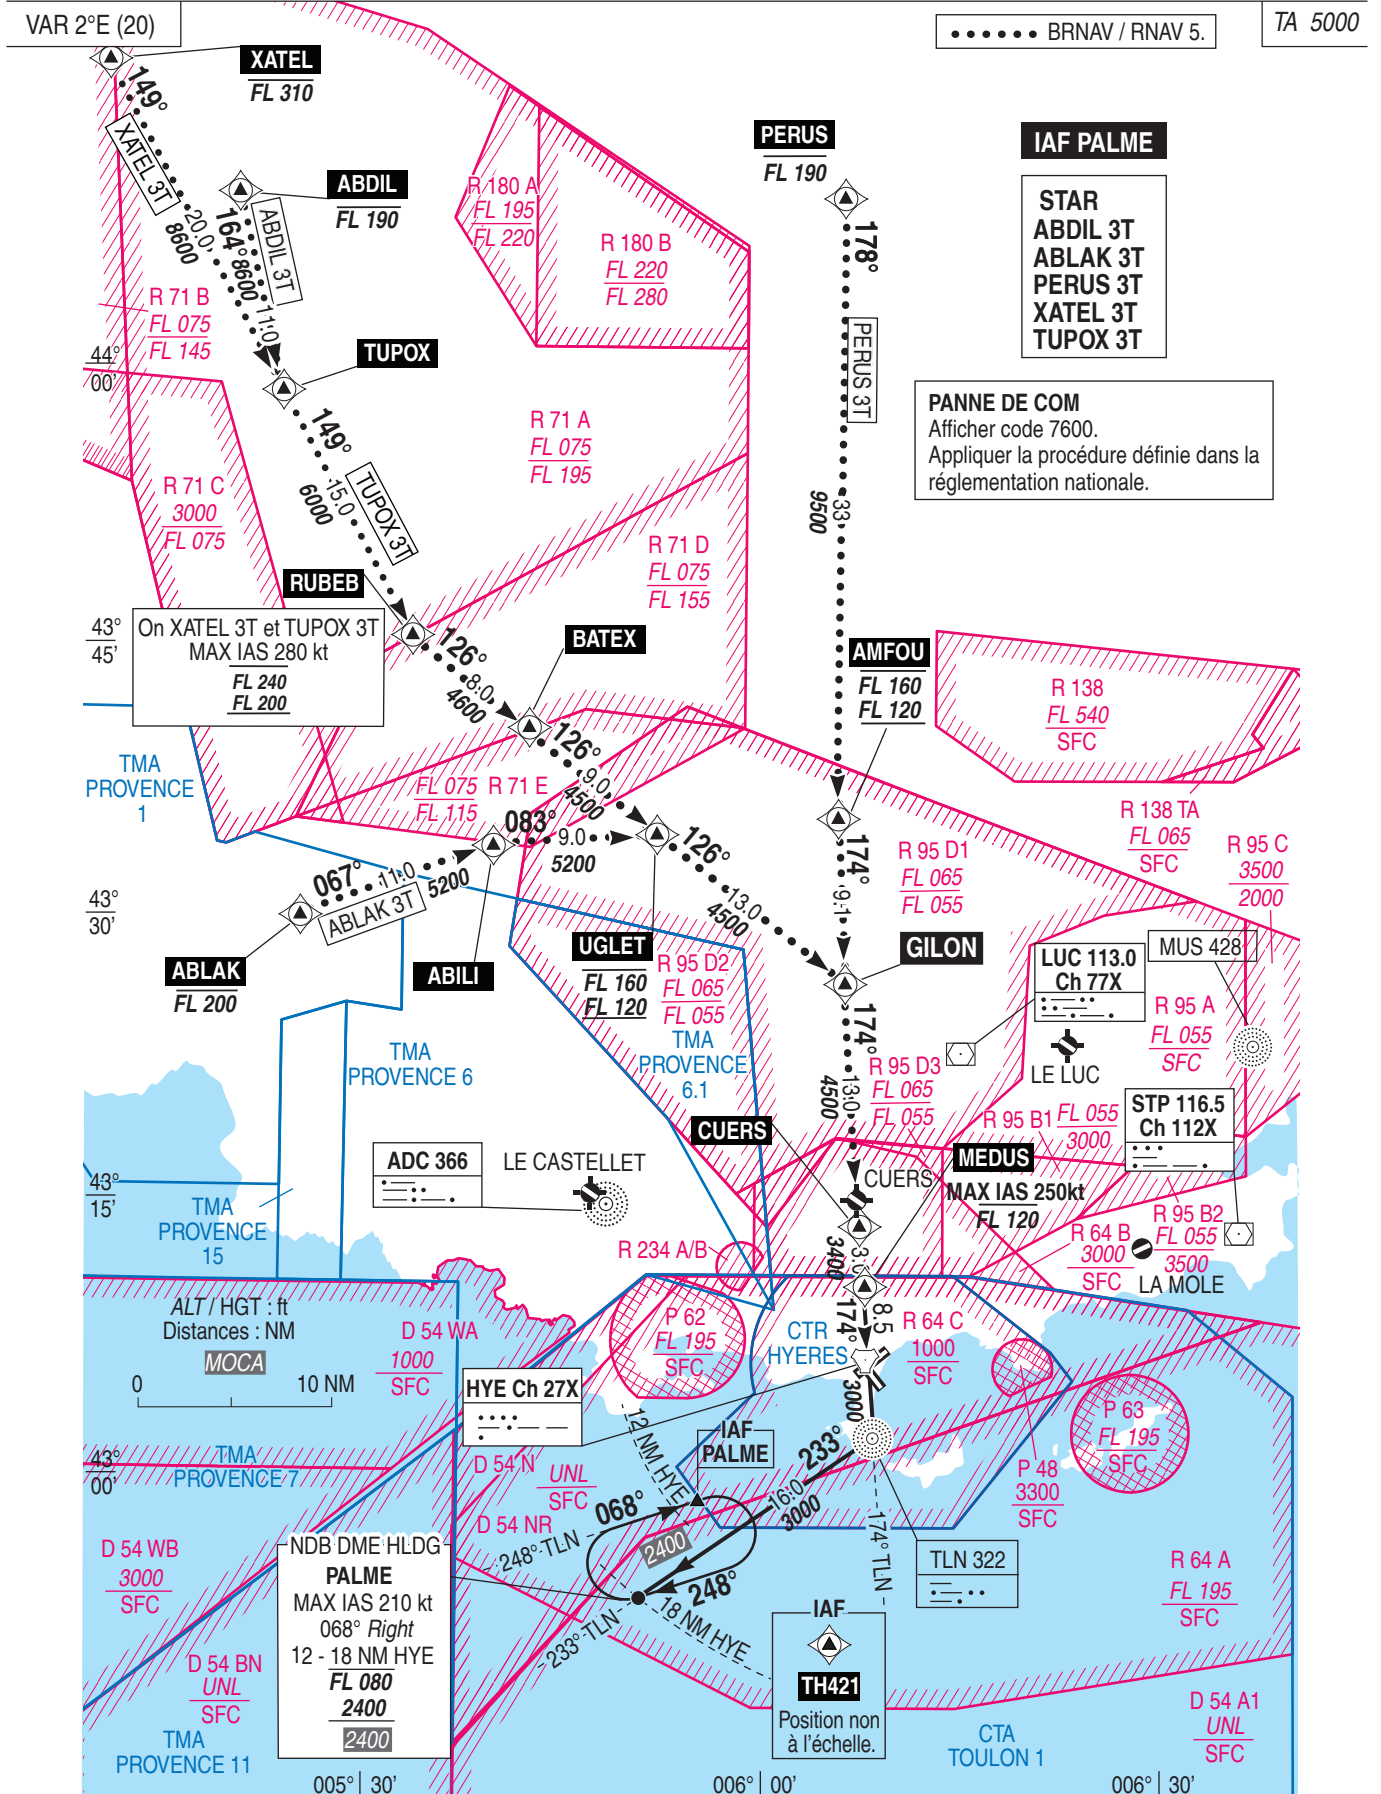 VAR 2°E (20)
BRNAV / RNAV 5.
TA 5000
XATEL
FL 310
149°
XATEL 3T
20.0
8600
ABDIL
FL 190
164°
8600
ABDIL 3T
11.0
R 180 A
FL 195
FL 220
R 180 B
FL 220
FL 280
PERUS
FL 190
178°
PERUS 3T
33
9500
IAF PALME
STAR
ABDIL 3T
ABLAK 3T
PERUS 3T
XATEL 3T
TUPOX 3T
PANNE DE COM
Afficher code 7600.
Appliquer la procédure définie dans la
réglementation nationale.
R 71 B
FL 075
FL 145
44°
00'
TUPOX
149°
TUPOX 3T
15.0
6000
R 71 A
FL 075
FL 195
R 71 C
3000
FL 075
R 71 D
FL 075
FL 155
RUBEB
43°
45'
On XATEL 3T et TUPOX 3T
MAX IAS 280 kt
FL 240
FL 200
126°
8.0
4600
BATEX
126°
9.0
4500
AMFOU
FL 160
FL 120
R 138
FL 540
SFC
TMA
PROVENCE
1
FL 075
FL 115
R 71 E
083°
9.0
5200
126°
13.0
4500
174°
9.1
R 95 D1
FL 065
FL 055
R 138 TA
FL 065
SFC
R 95 C
3500
2000
43°
30'
067°
11.0
5200
ABLAK 3T
ABLAK
FL 200
ABILI
UGLET
FL 160
FL 120
R 95 D2
FL 065
FL 055
GILON
LUC 113.0
Ch 77X
MUS 428
R 95 A
FL 055
SFC
TMA
PROVENCE 6
TMA
PROVENCE
6.1
174°
13.0
4500
R 95 D3
FL 065
FL 055
LE LUC
R 95 B1
FL 055
3000
STP 116.5
Ch 112X
CUERS
MEDUS
MAX IAS 250kt
FL 120
CUERS
ADC 366
LE CASTELLET
43°
15'
TMA
PROVENCE
15
R 234 A/B
3400
3.0
R 64 B
3000
SFC
R 95 B2
FL 055
3500
LA MOLE
ALT / HGT : ft
Distances : NM
MOCA
0
10 NM
D 54 WA
1000
SFC
P 62
FL 195
SFC
CTR
HYERES
174°
8.5
R 64 C
1000
SFC
HYE Ch 27X
3000
P 63
FL 195
SFC
12 NM HYE
IAF
PALME
233°
16.0
3000
43°
00'
TMA
PROVENCE 7
D 54 N
UNL
SFC
P 48
3300
SFC
D 54 NR
068°
248° TLN
2400
248°
174° TLN
TLN 322
18 NM HYE
233° TLN
D 54 WB
3000
SFC
NDB DME HLDG
PALME
MAX IAS 210 kt
068° Right
12 - 18 NM HYE
FL 080
2400
2400
R 64 A
FL 195
SFC
IAF
TH421
Position non
à l'échelle.
D 54 BN
UNL
SFC
TMA
PROVENCE 11
CTA
TOULON 1
D 54 A1
UNL
SFC
005° 30'
006° 00'
006° 30'